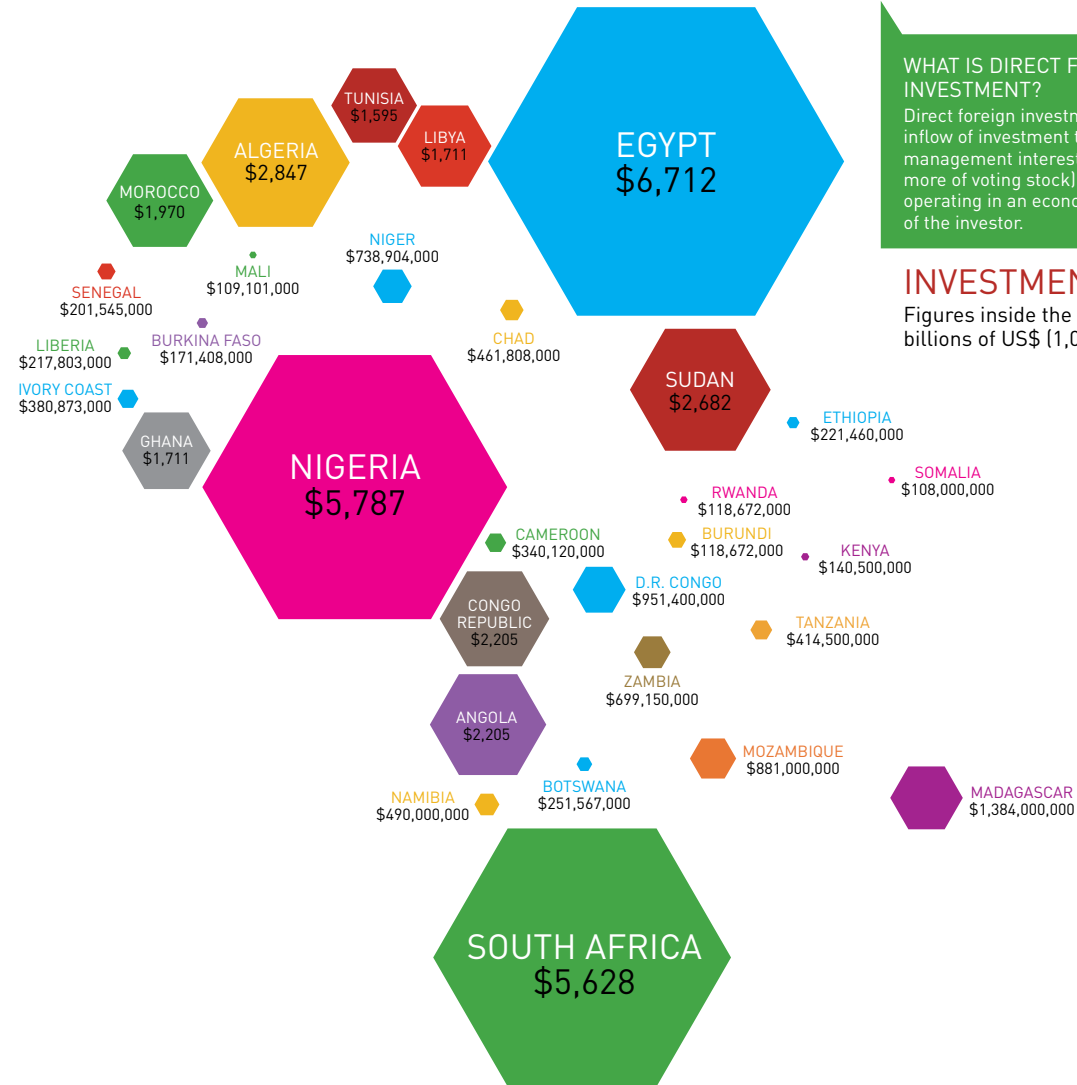 WHAT IS DIRECT
INVESTMENT?
Direct foreign
inflow of investment
management
more of voting stock)
operating in an
of the investor.
TUNISIA
$1,595
LIBYA
$1,711
EGYPT
$6,712
ALGERIA
$2,847
MOROCCO
$1,970
NIGER
$738,904,000
MALI
$109,101,000
SENEGAL
$201,545,000
Figures inside the
billions of US$
LIBERIA
$217,803,000
BURKINA FASO
$171,408,000
CHAD
$461,808,000
IVORY COAST
$380,873,000
SUDAN
$2,682
GHANA
$1,711
ETHIOPIA
$221,460,000
NIGERIA
$5,787
SOMALIA
$108,000,000
RWANDA
$118,672,000
CAMEROON
$340,120,000
BURUNDI
$118,672,000
KENYA
$140,500,000
D.R. CONGO
$951,400,000
CONGO
REPUBLIC
$2,205
TANZANIA
$414,500,000
ZAMBIA
$699,150,000
ANGOLA
$2,205
MOZAMBIQUE
$881,000,000
BOTSWANA
$251,567,000
NAMIBIA
$490,000,000
MADAGASCAR
$1,384,000,000
SOUTH AFRICA
$5,628